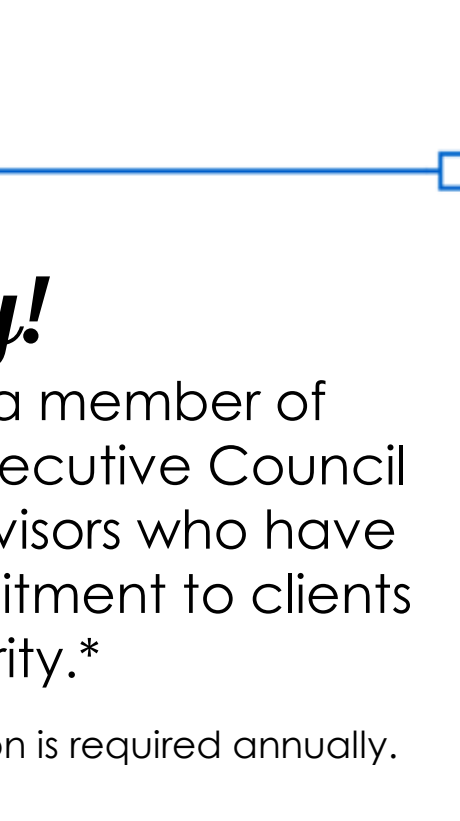 y!
a member of
ecutive Council
visors who have
itment to clients
rity.*
on is required annually.